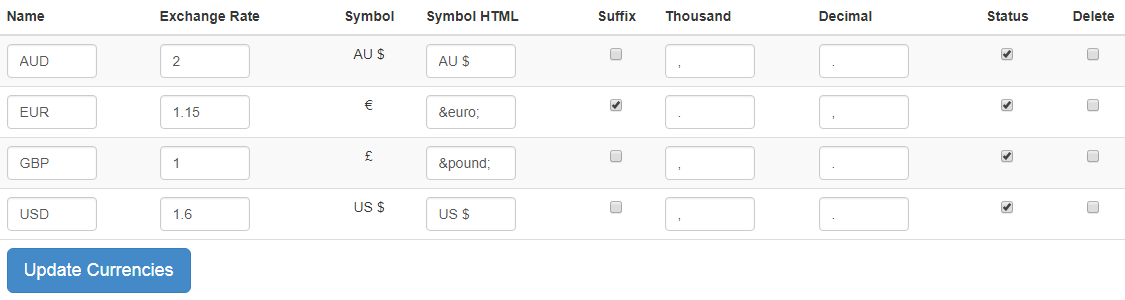 Name Exchange Rate Symbol Symbol HTML Suffix Thousand Decimal Status Delete
AUD 2 AU $ AU $ , .
EUR 1.15 € &euro; . ,
GBP 1 £ &pound; , .
USD 1.6 US $ US $ , .
Update Currencies